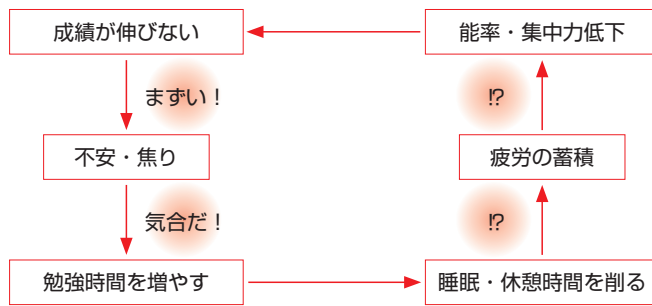 成績が伸びない
能率・集中力低下
まずい！
!?
不安・焦り
疲労の蓄積
気合だ！
!?
勉強時間を増やす
睡眠・休憩時間を削る